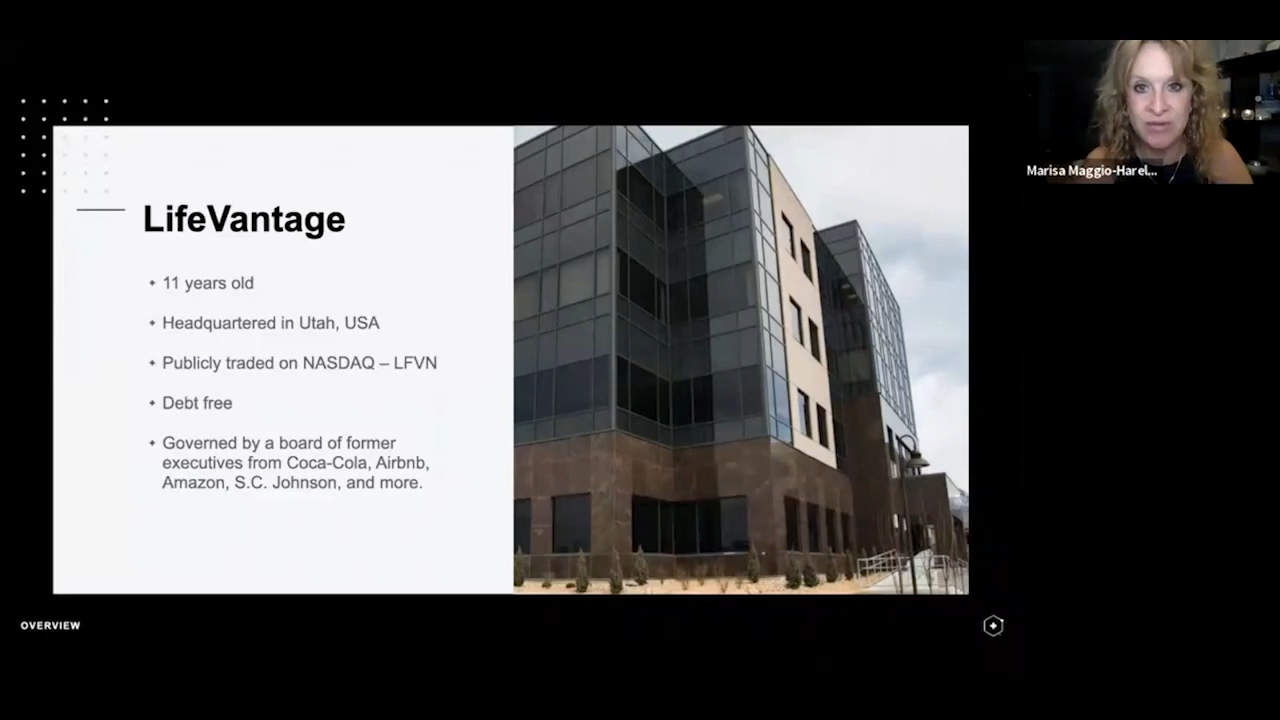 LifeVantage
11 years old
Headquartered in Utah, USA
Publicly traded on NASDAQ – LFVN
Debt free
Governed by a board of former
executives from Coca-Cola, Airbnb,
Amazon, S.C. Johnson, and more.
OVERVIEW
Marisa Maggio-Harel...